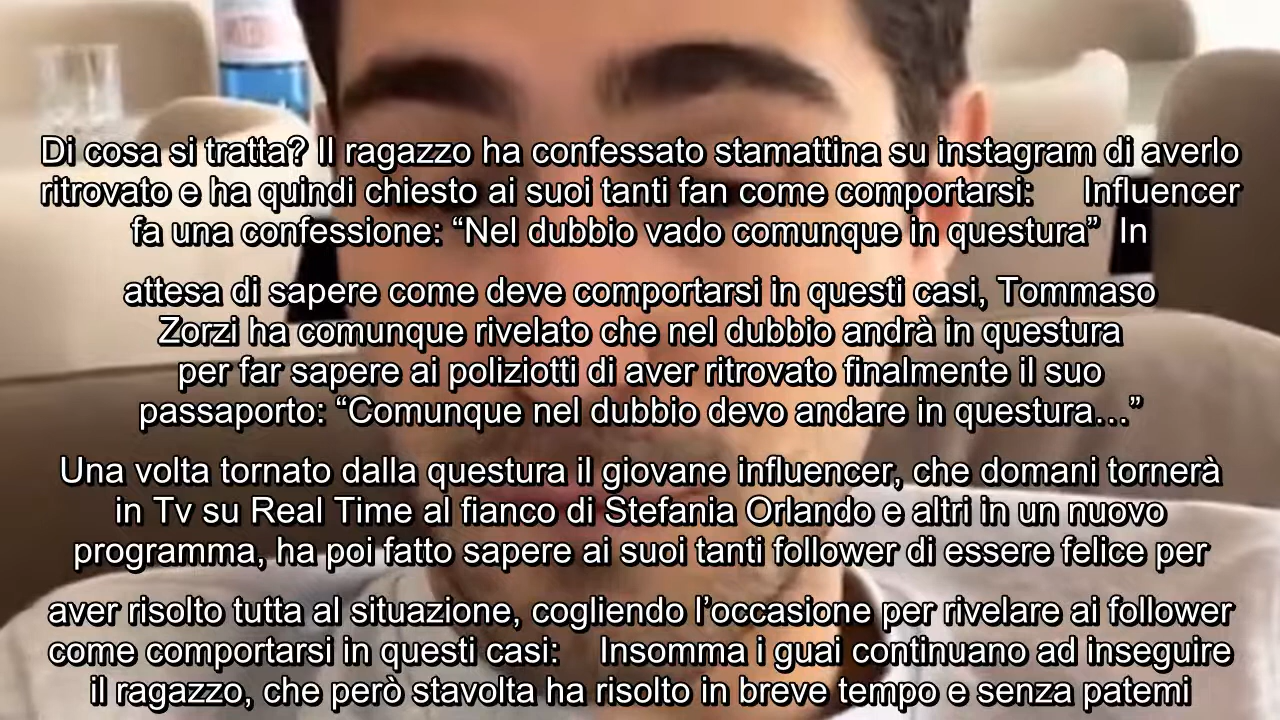 Di cosa si tratta? Il ragazzo ha confessato stamattina su instagram di averlo
ritrovato e ha quindi chiesto ai suoi tanti fan come comportarsi: Influencer
fa una confessione: “Nel dubbio vado comunque in questura” In
attesa di sapere come deve comportarsi in questi casi, Tommaso
Zorzi ha comunque rivelato che nel dubbio andrà in questura
per far sapere ai poliziotti di aver ritrovato finalmente il suo
passaporto: “Comunque nel dubbio devo andare in questura…”
Una volta tornato dalla questura il giovane influencer, che domani tornerà
in Tv su Real Time al fianco di Stefania Orlando e altri in un nuovo
programma, ha poi fatto sapere ai suoi tanti follower di essere felice per
aver risolto tutta al situazione, cogliendo l’occasione per rivelare ai follower
come comportarsi in questi casi: Insomma i guai continuano ad inseguire
il ragazzo, che però stavolta ha risolto in breve tempo e senza patemi